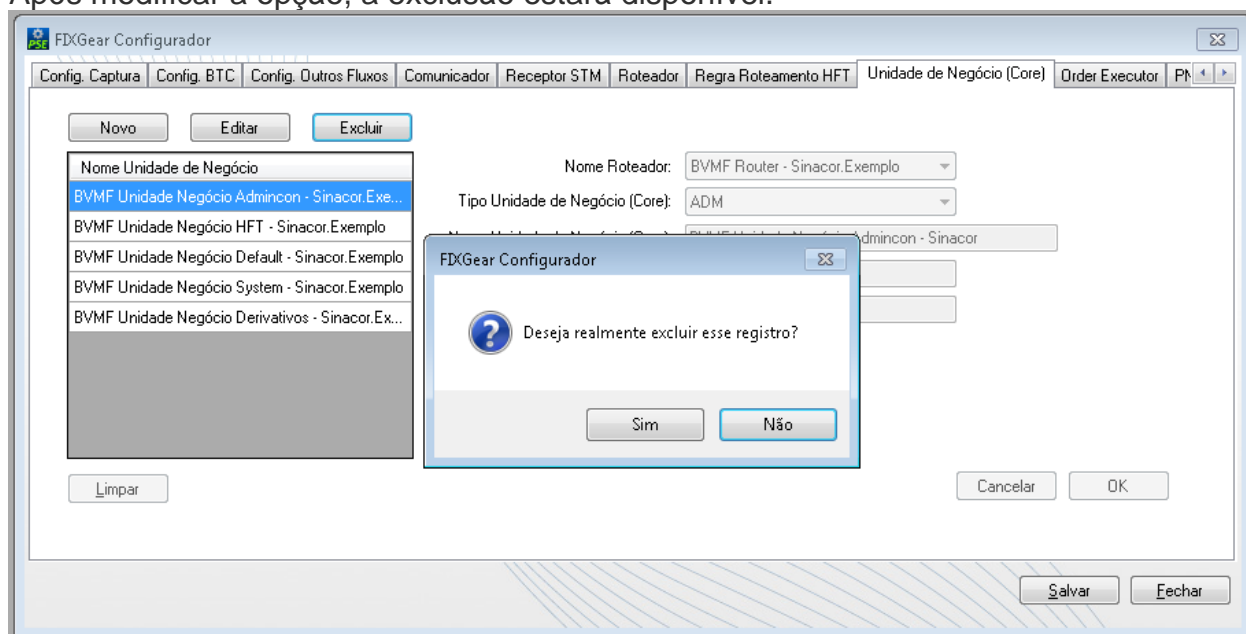 Após modificar a opção, a exclusão estará disponível.
PSE FIXGear Configurador
Config. Captura Config. BTC Config. Outros Fluxos Comunicador Receptor STM Roteador Regra Roteamento HFT Unidade de Negócio (Core) Order Executor
Novo Editar Excluir
Nome Unidade de Negócio
BVMF Unidade Negócio Admincon - Sinacor.Exe...
BVMF Unidade Negócio HFT - Sinacor.Exemplo
BVMF Unidade Negócio Default - Sinacor.Exemplo
BVMF Unidade Negócio System - Sinacor.Exemplo
BVMF Unidade Negócio Derivativos - Sinacor.Ex...
Nome Roteador: BVMF Router - Sinacor.Exemplo
Tipo Unidade de Negócio (Core): ADM
dmincon - Sinacor
FIXGear Configurador
Deseja realmente excluir esse registro?
Sim Não
Limpar Cancelar OK
Salvar Fechar